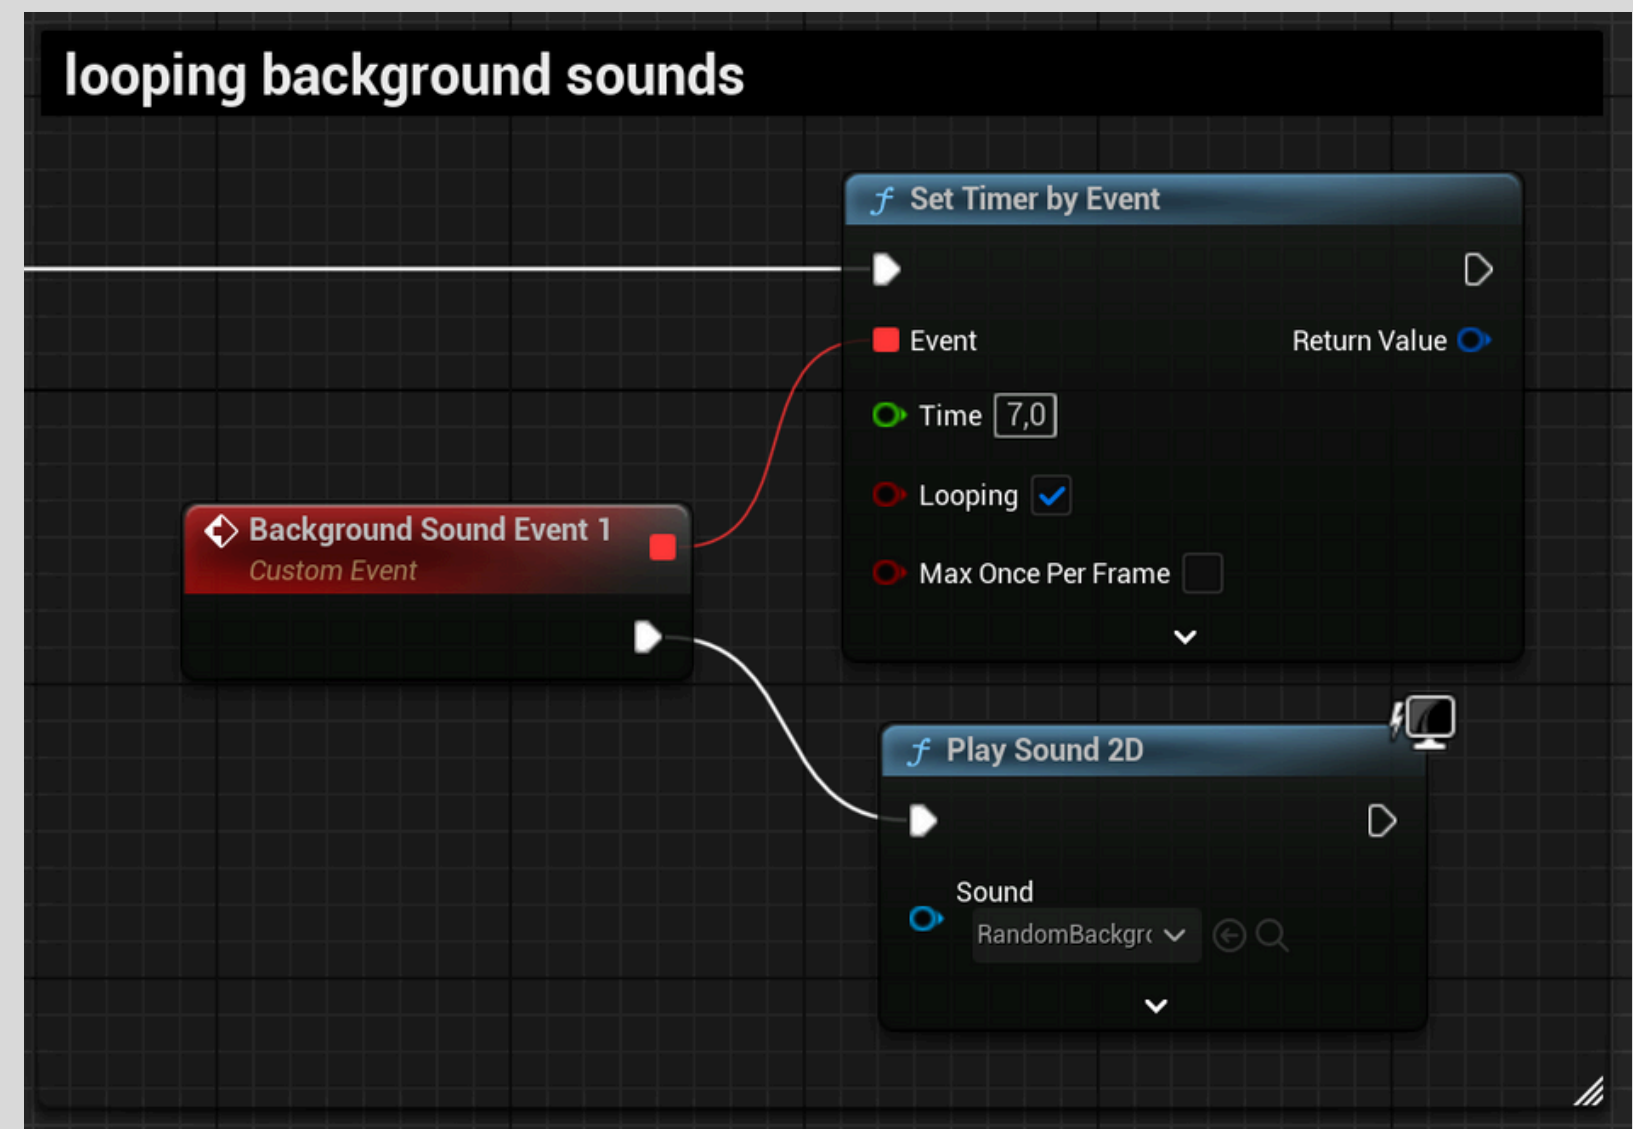 looping background sounds
Set Timer by Event
Event
Return Value
Time 7,0
Looping
Max Once Per Frame
Background Sound Event 1
Custom Event
Play Sound 2D
Sound
RandomBackgr